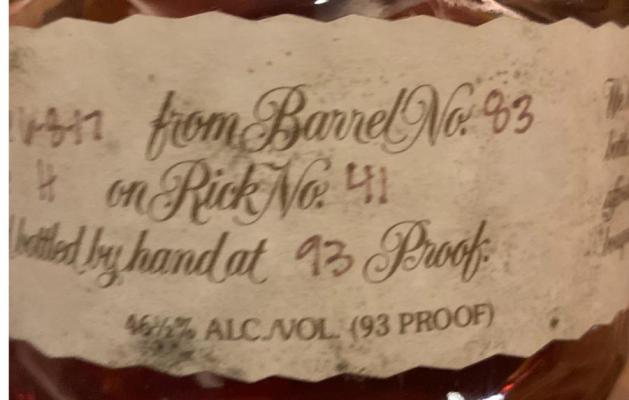 from Barrel No. 83
H on Rick No. 41
bottled by hand at 93 Proof.
46½% ALC./VOL. (93 PROOF)